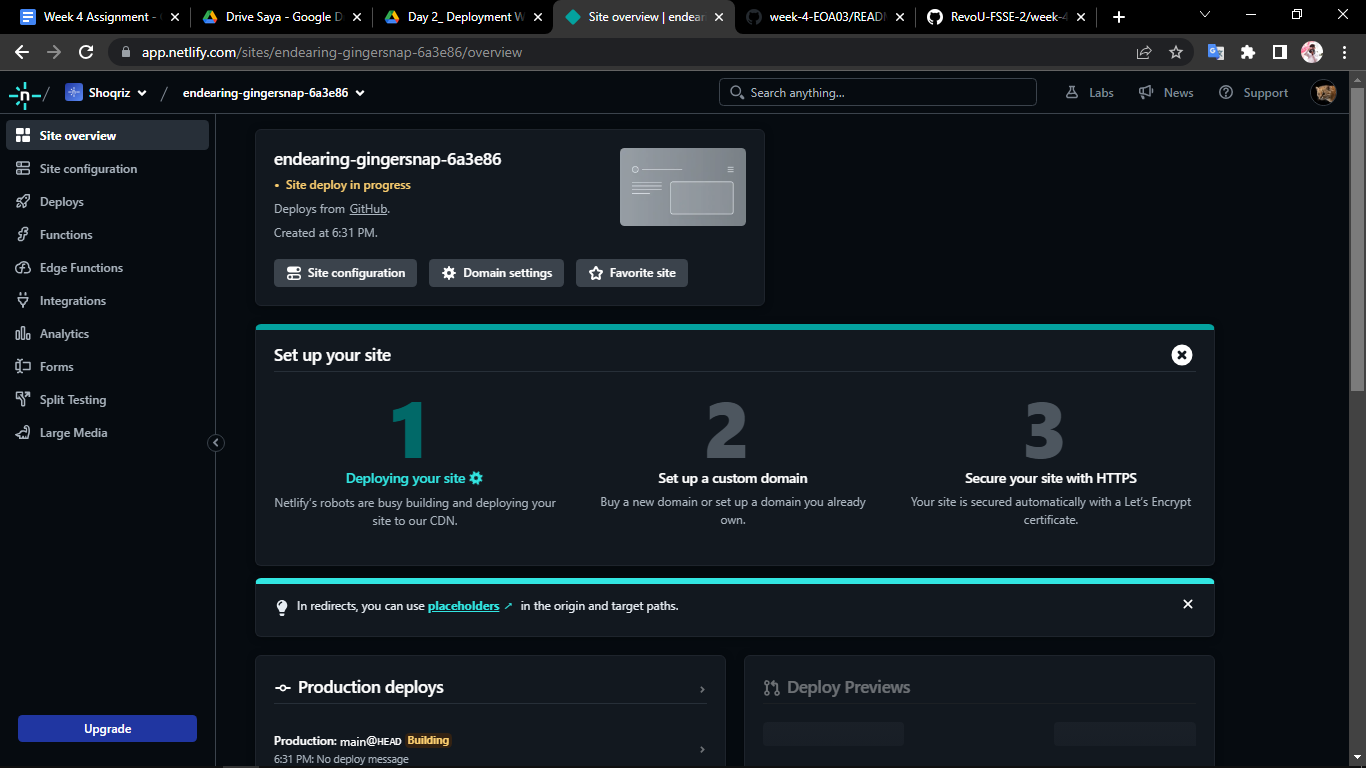 Week 4 Assignment -
Drive Saya - Google D
Day 2_ Deployment W
Site overview | endear
week-4-EOA03/READ
RevoU-FSSE-2/week-4
app.netlify.com/sites/endearing-gingersnap-6a3e86/overview
Shoqriz
endearing-gingersnap-6a3e86
Search anything...
Labs
News
Support
Site overview
Site configuration
Deploys
Functions
Edge Functions
Integrations
Analytics
Forms
Split Testing
Large Media
Upgrade
endearing-gingersnap-6a3e86
• Site deploy in progress
Deploys from GitHub.
Created at 6:31 PM.
Site configuration
Domain settings
Favorite site
Set up your site
1
Deploying your site
Netlify's robots are busy building and deploying your
site to our CDN.
2
Set up a custom domain
Buy a new domain or set up a domain you already
own.
3
Secure your site with HTTPS
Your site is secured automatically with a Let's Encrypt
certificate.
In redirects, you can use placeholders ↗ in the origin and target paths.
Production deploys
Production: main@HEAD Building
6:31 PM: No deploy message
Deploy Previews